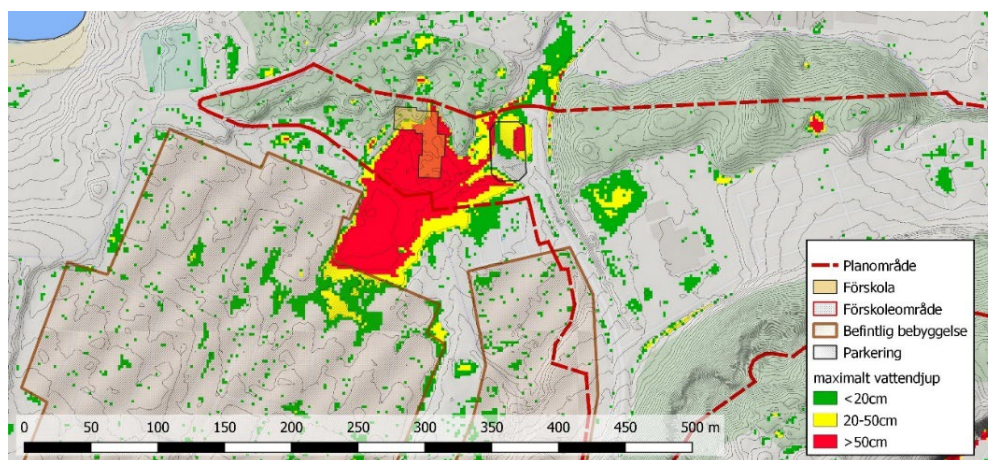 Planområde
Förskola
Förskoleområde
Befintlig bebyggelse
Parkering
maximalt vattendjup
<20cm
20-50cm
>50cm
0 50 100 150 200 250 300 350 400 450 500 m